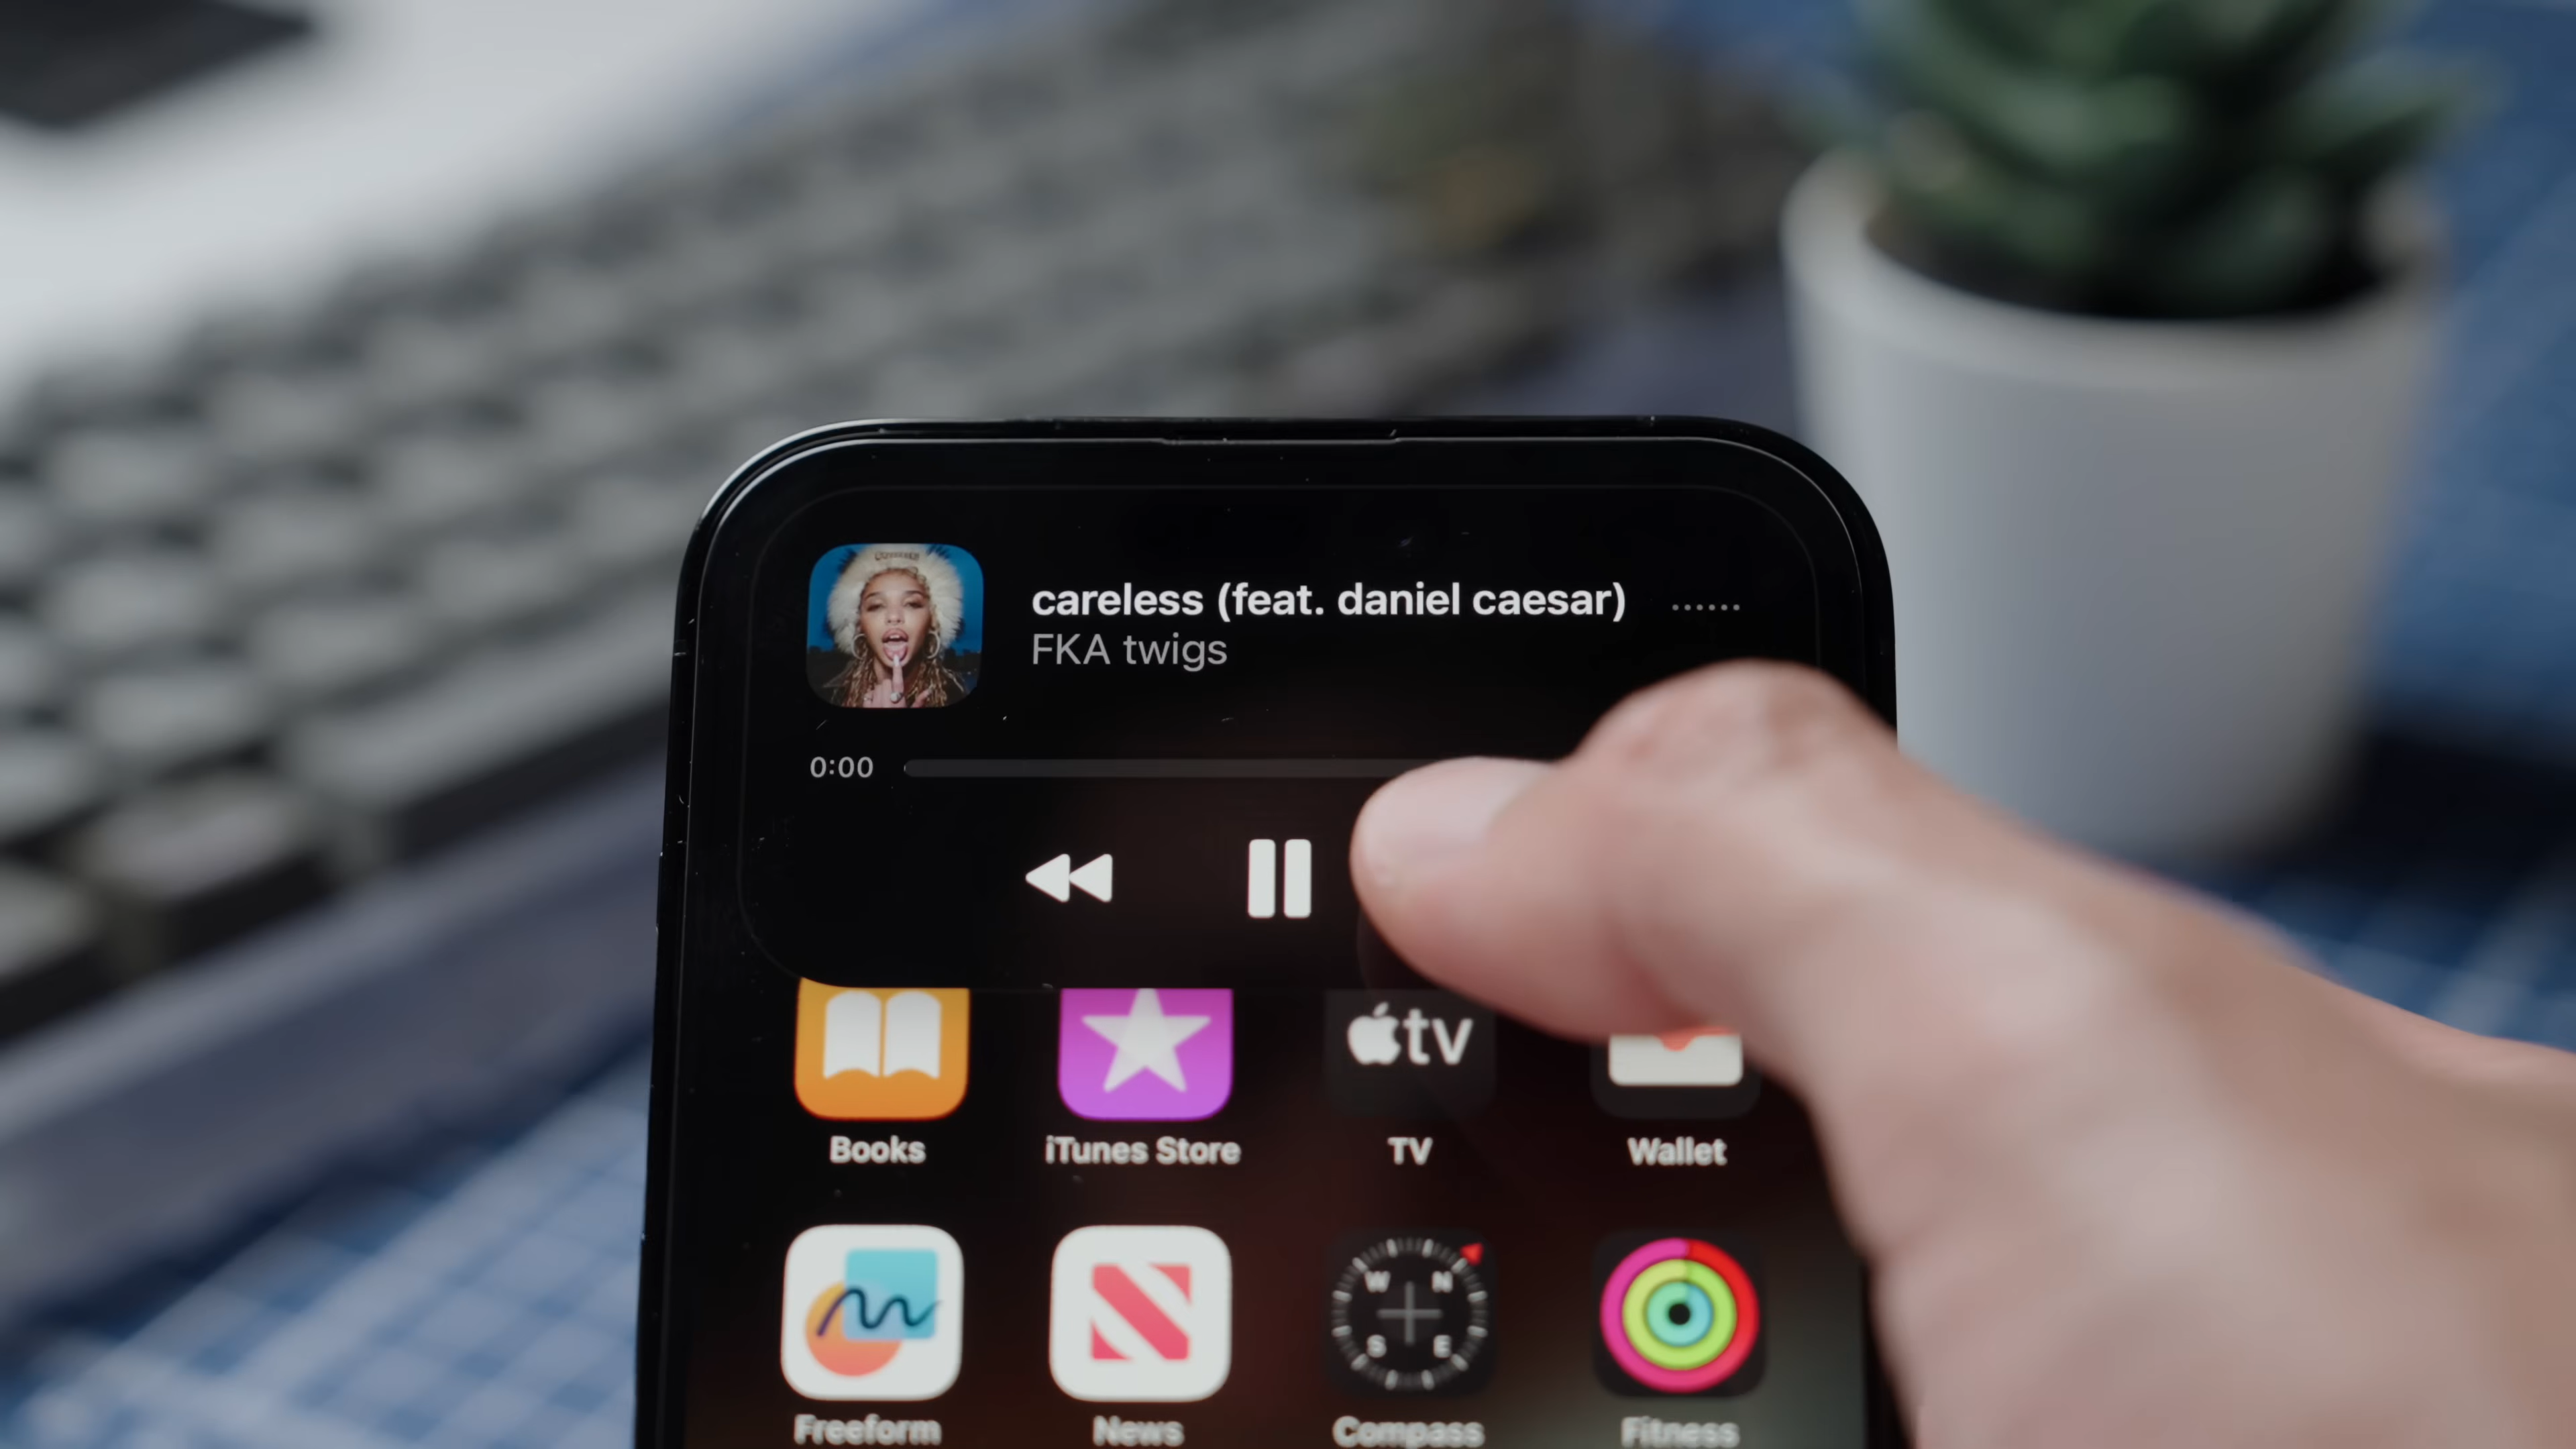 careless (feat. daniel caesar)
FKA twigs
0:00
tv
Books
iTunes Store
TV
Wallet
W N
S E
Freeform
News
Compass
Fitness